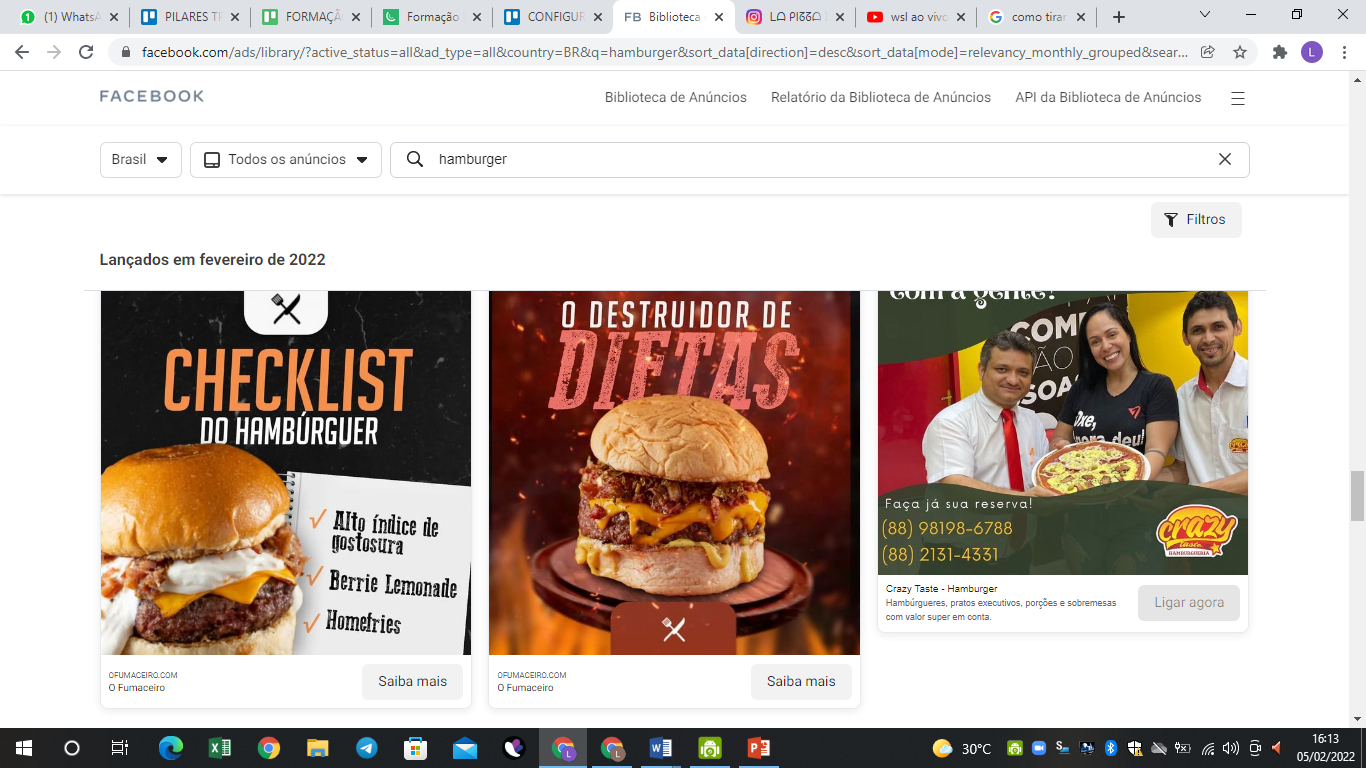 (1) WhatsA
PILARES TR
FORMAÇÃ
Formação
CONFIGUR
FB Biblioteca
wsl ao vivo
como tirar
facebook.com/ads/library/?active_status=all&ad_type=all&country=BR&q=hamburger&sort_data[direction]=desc&sort_data[mode]=relevancy_monthly_grouped&sear...
L
FACEBOOK
Biblioteca de Anúncios
Relatório da Biblioteca de Anúncios
API da Biblioteca de Anúncios
Brasil
Todos os anúncios
hamburger
Filtros
Lançados em fevereiro de 2022
CHECKLIST
DO HAMBÚRGUER
Alto índice de
gostosura
Berrie Lemonade
Homefries
OFUMACEIRO.COM
O Fumaceiro
Saiba mais
O DESTRUIDOR DE
DIETAS
OFUMACEIRO.COM
O Fumaceiro
Saiba mais
com a gente!
COME
ÃO
SOA
Oxe,
deu!
Faça já sua reserva!
(88) 98198-6788
(88) 2131-4331
crazy
taste
HAMBURGUERIA
Crazy Taste - Hamburger
Hambúrgueres, pratos executivos, porções e sobremesas
com valor super em conta.
Ligar agora
30°C
16:13
05/02/2022